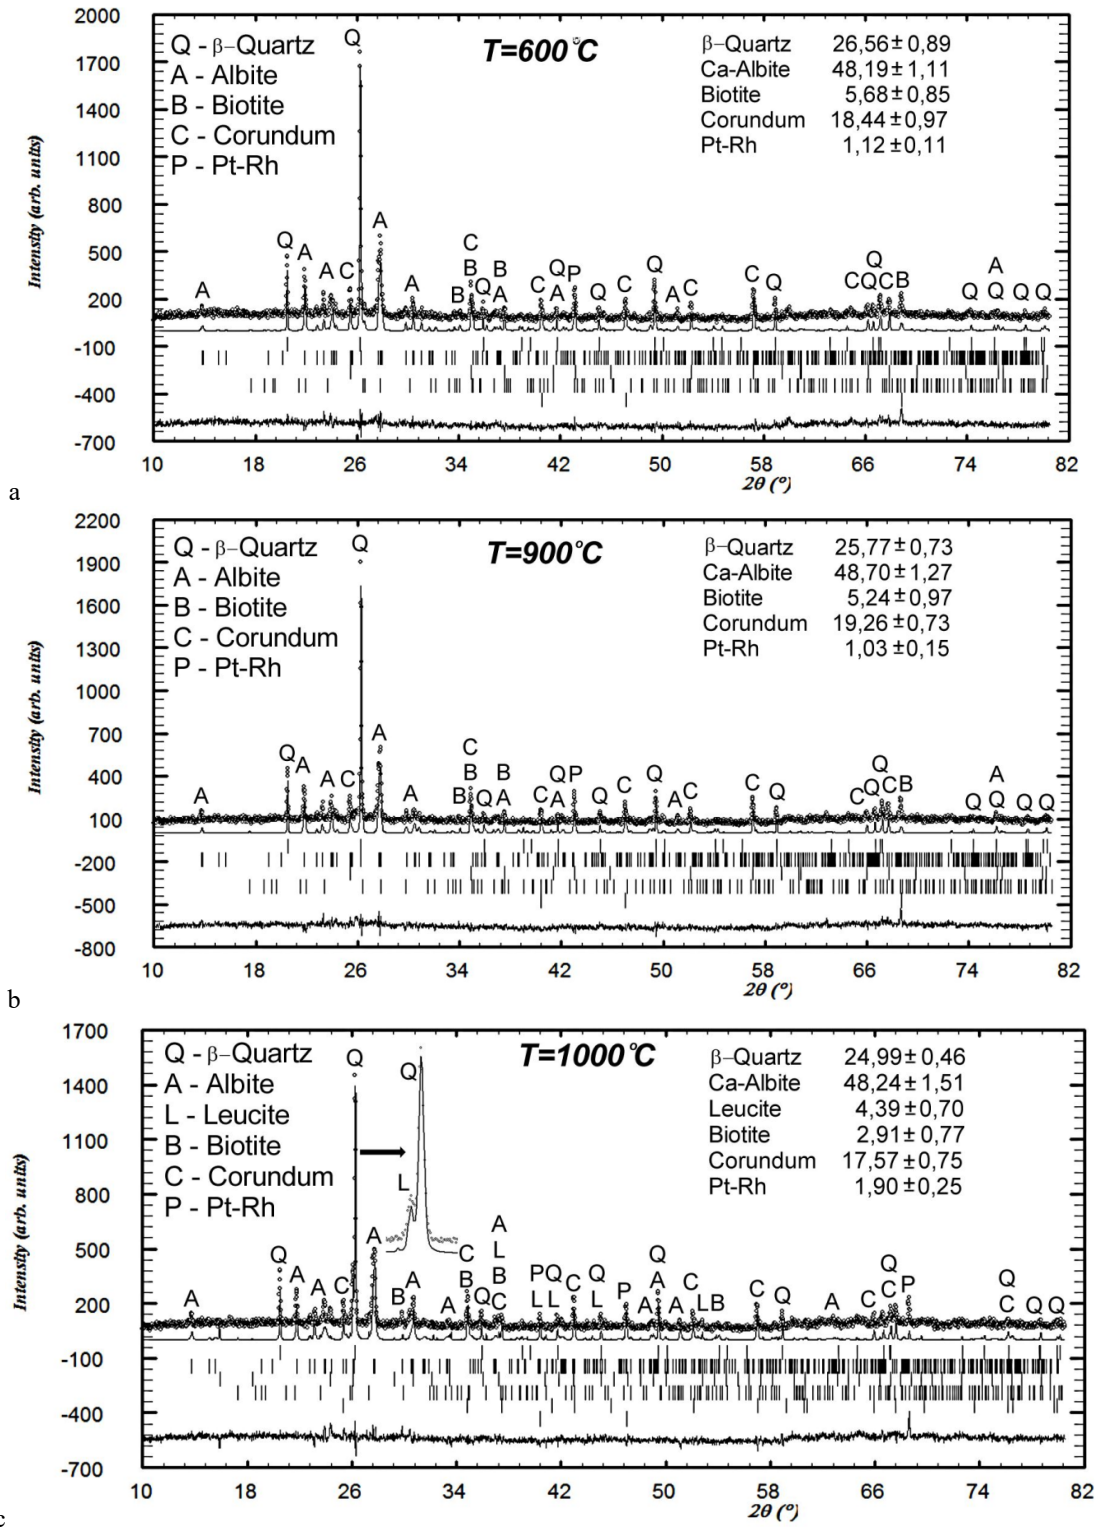 2000
1700
1400
1100
800
500
200
-100
-400
-700
Intensity (arb. units)
Q - β–Quartz
A - Albite
B - Biotite
C - Corundum
P - Pt-Rh
T=600°C
β–Quartz 26,56±0,89
Ca-Albite 48,19±1,11
Biotite 5,68±0,85
Corundum 18,44±0,97
Pt-Rh 1,12±0,11
A Q A A C Q A A B C B Q B A C Q A P Q C Q A C C Q C Q Q C B Q A Q Q Q
10 18 26 34 42 50 58 66 74 82
2θ (°)
a
2200
1900
1600
1300
1000
700
400
100
-200
-500
-800
Intensity (arb. units)
Q - β–Quartz
A - Albite
B - Biotite
C - Corundum
P - Pt-Rh
T=900°C
β–Quartz 25,77±0,73
Ca-Albite 48,70±1,27
Biotite 5,24±0,97
Corundum 19,26±0,73
Pt-Rh 1,03±0,15
A Q A A C Q A A B C B Q B A C Q A P Q C Q A C C Q C Q Q C B Q A Q Q Q
10 18 26 34 42 50 58 66 74 82
2θ (°)
b
1700
1400
1100
800
500
200
-100
-400
-700
Intensity (arb. units)
Q - β–Quartz
A - Albite
L - Leucite
B - Biotite
C - Corundum
P - Pt-Rh
T=1000°C
β–Quartz 24,99±0,46
Ca-Albite 48,24±1,51
Leucite 4,39±0,70
Biotite 2,91±0,77
Corundum 17,57±0,75
Pt-Rh 1,90±0,25
Q L
A Q A A C Q A B A A C B Q A L B C P L Q L C Q L P A Q A A C L B C Q A C Q C P Q C Q Q
10 18 26 34 42 50 58 66 74 82
2θ (°)
c